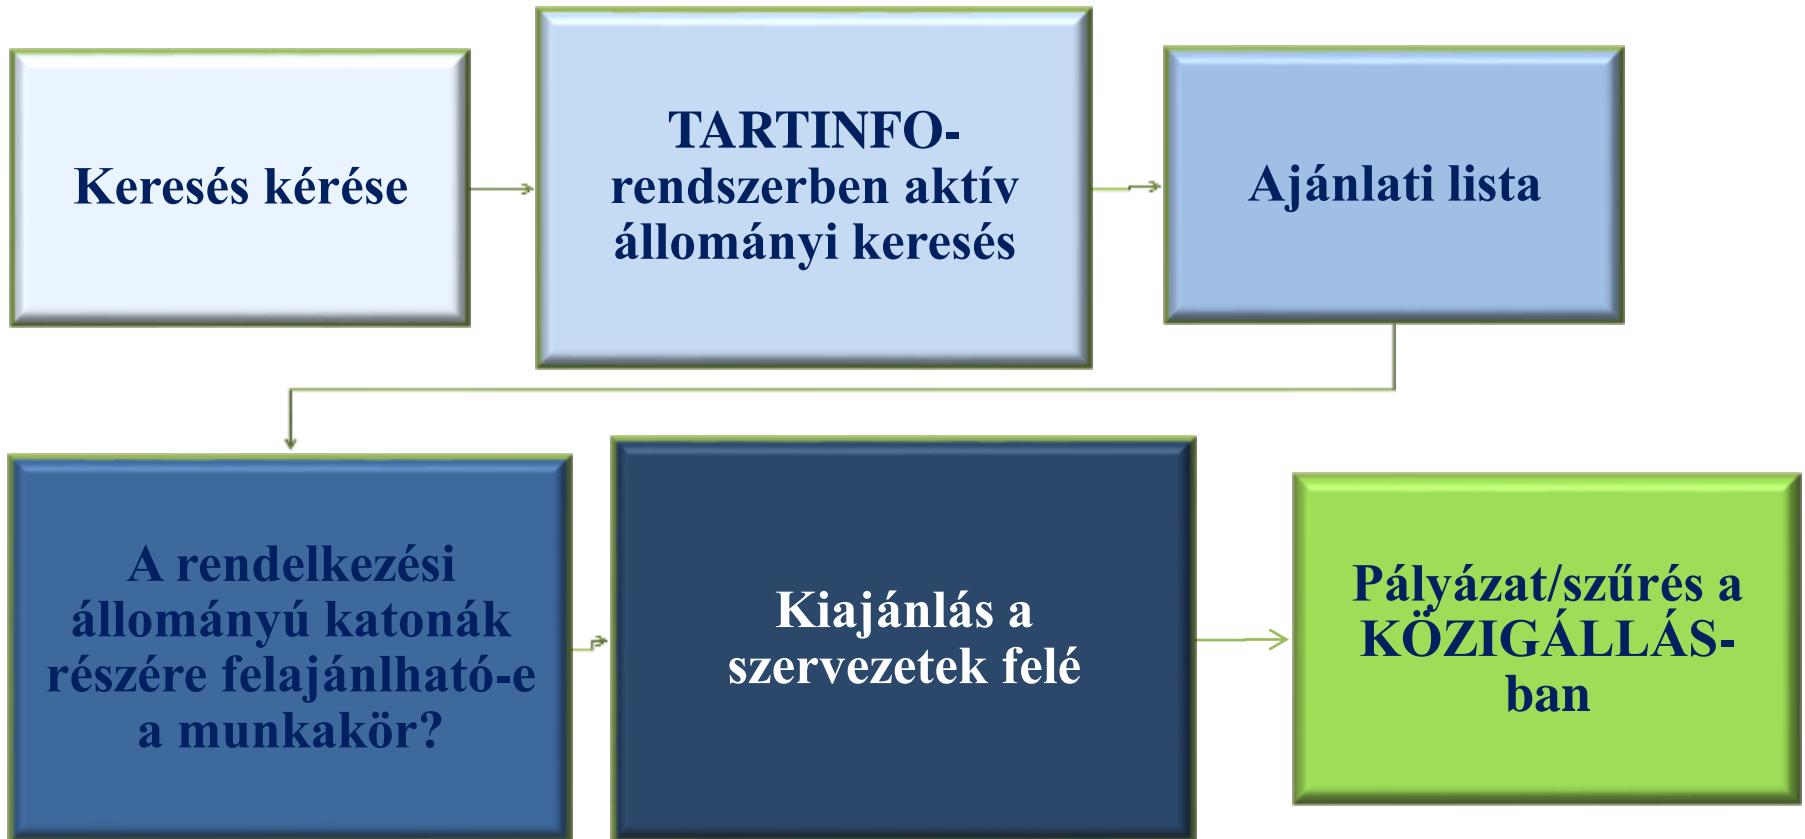 Keresés kérése
TARTINFO-
rendszerben aktív
állományi keresés
Ajánlati lista
A rendelkezési
állományú katonák
részére felajánlható-e
a munkakör?
Kiajánlás a
szervezetek felé
Pályázat/szűrés a
KÖZIGÁLLÁS-
ban